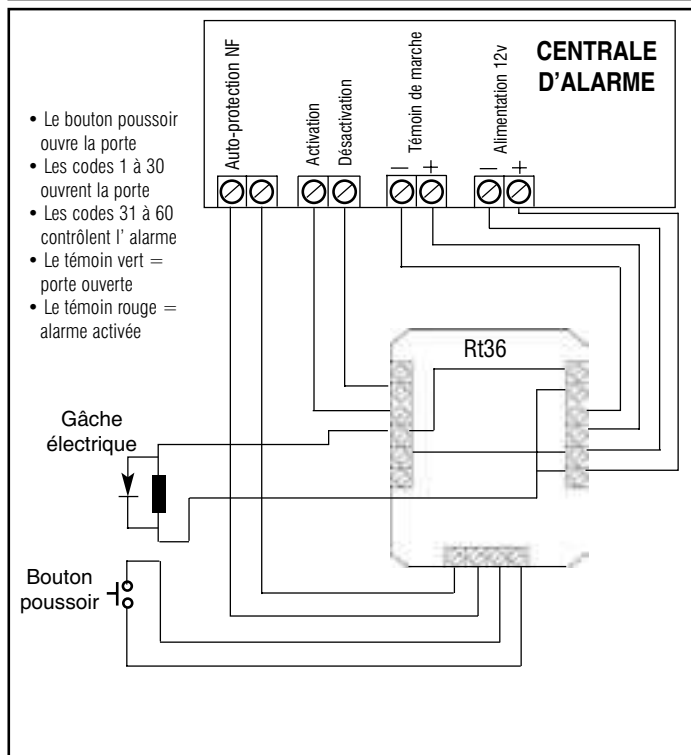 CENTRALE
D'ALARME
Auto-protection NF
Activation
Désactivation
Témoin de marche
Alimentation 12v
– +
– +
• Le bouton poussoir
ouvre la porte
• Les codes 1 à 30
ouvrent la porte
• Les codes 31 à 60
contrôlent l' alarme
• Le témoin vert =
porte ouverte
• Le témoin rouge =
alarme activée
Rt36
Gâche
électrique
Bouton
poussoir